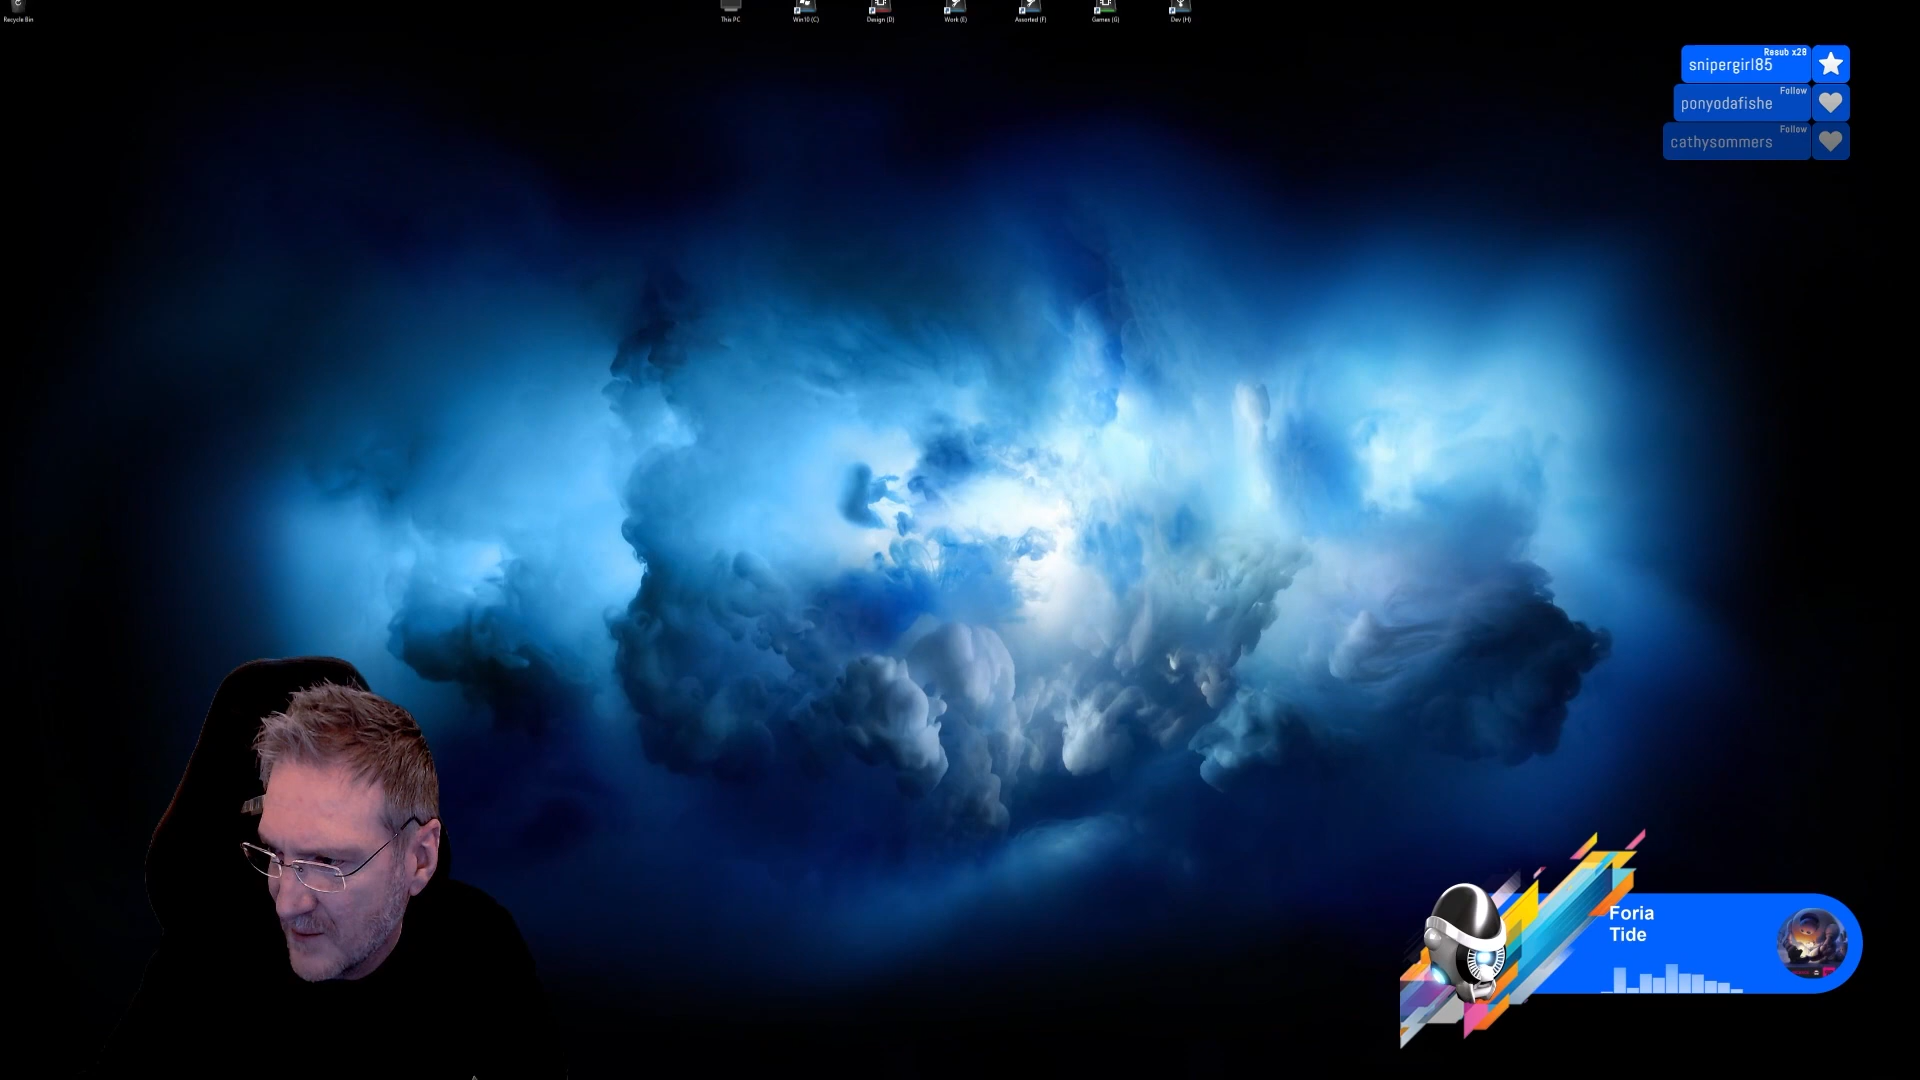 Recycle Bin
This PC
Win10 (C)
Design (D)
Work (E)
Assorted (F)
Games (G)
Dev (H)
Resub x28
snipergirl85
Follow
ponyodafishe
Follow
cathysommers
Foria
Tide